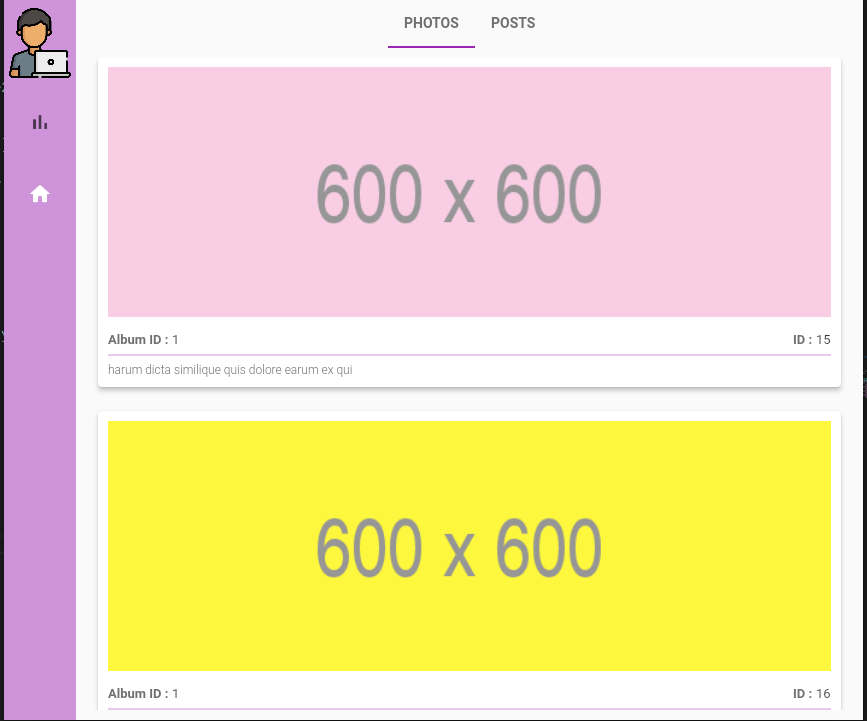 PHOTOS POSTS
600 x 600
Album ID : 1 ID : 15
harum dicta similique quis dolore earum ex qui
600 x 600
Album ID : 1 ID : 16